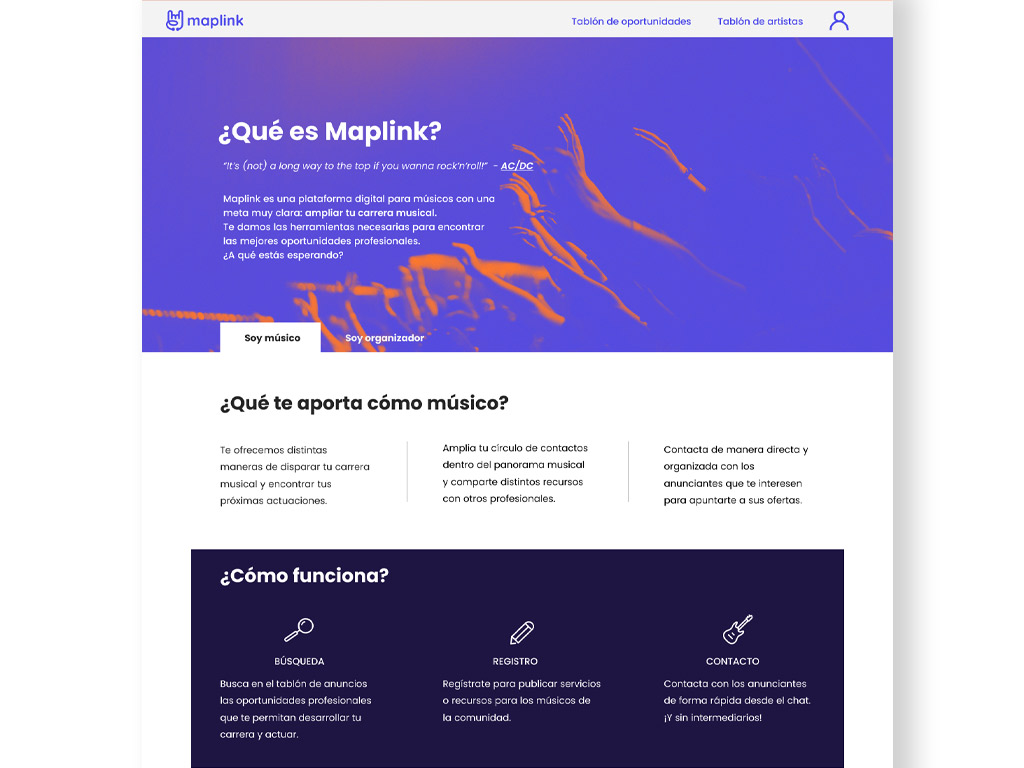 maplink
Tablón de oportunidades
Tablón de artistas
¿Qué es Maplink?
“It's (not) a long way to the top if you wanna rock'n'roll!” - AC/DC
Maplink es una plataforma digital para músicos con una
meta muy clara: ampliar tu carrera musical.
Te damos las herramientas necesarias para encontrar
las mejores oportunidades profesionales.
¿A qué estás esperando?
Soy músico
Soy organizador
¿Qué te aporta cómo músico?
Te ofrecemos distintas
maneras de disparar tu carrera
musical y encontrar tus
próximas actuaciones.
Amplia tu círculo de contactos
dentro del panorama musical
y comparte distintos recursos
con otros profesionales.
Contacta de manera directa y
organizada con los
anunciantes que te interesen
para apuntarte a sus ofertas.
¿Cómo funciona?
BÚSQUEDA
Busca en el tablón de anuncios
las oportunidades profesionales
que te permitan desarrollar tu
carrera y actuar.
REGISTRO
Regístrate para publicar servicios
o recursos para los músicos de
la comunidad.
CONTACTO
Contacta con los anunciantes
de forma rápida desde el chat.
¡Y sin intermediarios!